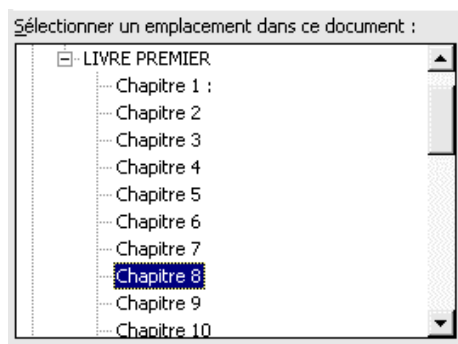 Sélectionner un emplacement dans ce document :
LIVRE PREMIER
Chapitre 1 :
Chapitre 2
Chapitre 3
Chapitre 4
Chapitre 5
Chapitre 6
Chapitre 7
Chapitre 8
Chapitre 9
Chapitre 10